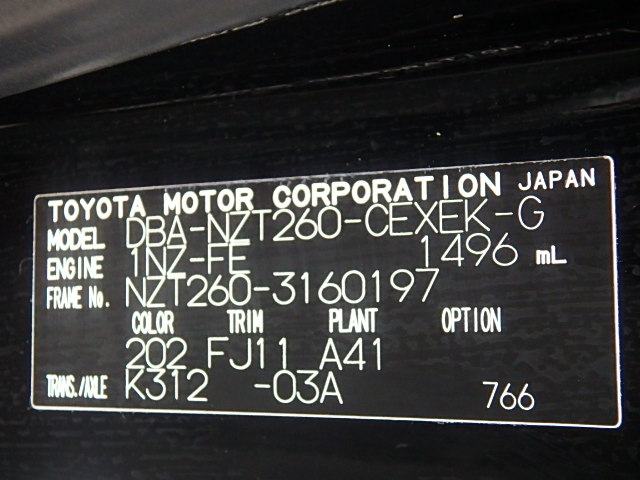 TOYOTA MOTOR CORPORATION JAPAN
MODEL DBA-NZT260-CEXEK-G
ENGINE 1NZ-FE 1496 mL
FRAME No. NZT260-3160197
COLOR TRIM PLANT OPTION
202 FJ11 A41
TRANS./AXLE K312 -03A 766